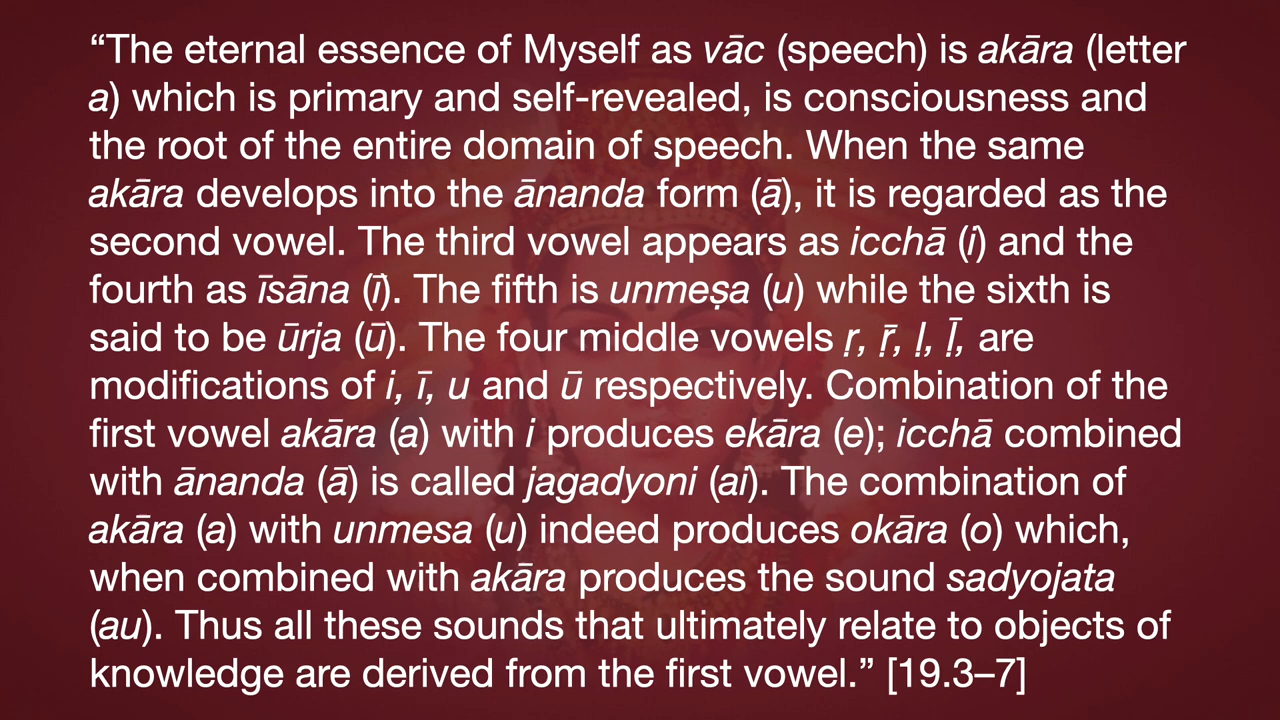 “The eternal essence of Myself as vāc (speech) is akāra (letter
a) which is primary and self-revealed, is consciousness and
the root of the entire domain of speech. When the same
akāra develops into the ānanda form (ā), it is regarded as the
second vowel. The third vowel appears as icchā (i) and the
fourth as īsāna (ī). The fifth is unmeṣa (u) while the sixth is
said to be ūrja (ū). The four middle vowels ṛ, ṝ, ḷ, ḹ, are
modifications of i, ī, u and ū respectively. Combination of the
first vowel akāra (a) with i produces ekāra (e); icchā combined
with ānanda (ā) is called jagadyoni (ai). The combination of
akāra (a) with unmesa (u) indeed produces okāra (o) which,
when combined with akāra produces the sound sadyojata
(au). Thus all these sounds that ultimately relate to objects of
knowledge are derived from the first vowel.” [19.3–7]